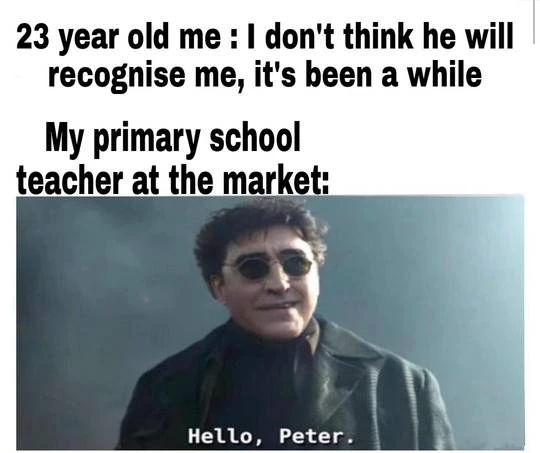 23 year old me : I don't think he will
recognise me, it's been a while
My primary school
teacher at the market:
Hello, Peter.